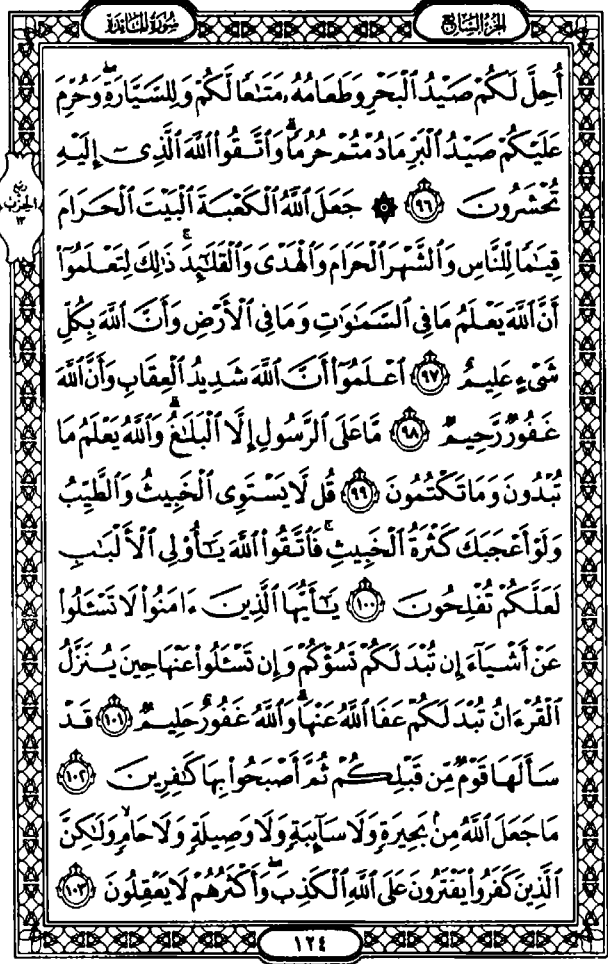 سُورَةُ المَائِدَةِ
الجُزْءُ السَّابِعُ
أُحِلَّ لَكُمْ صَيْدُ ٱلْبَحْرِ وَطَعَامُهُۥ مَتَٰعٗا لَّكُمْ وَلِلسَّيَّارَةِۖ وَحُرِّمَ
عَلَيْكُمْ صَيْدُ ٱلْبَرِّ مَا دُمْتُمْ حُرُمٗاۗ وَٱتَّقُوا۟ ٱللَّهَ ٱلَّذِىٓ إِلَيْهِ
تُحْشَرُونَ ٩٦ ۞ جَعَلَ ٱللَّهُ ٱلْكَعْبَةَ ٱلْبَيْتَ ٱلْحَرَامَ
قِيَٰمٗا لِّلنَّاسِ وَٱلشَّهْرَ ٱلْحَرَامَ وَٱلْهَدْىَ وَٱلْقَلَٰٓئِدَۚ ذَٰلِكَ لِتَعْلَمُوٓا۟
أَنَّ ٱللَّهَ يَعْلَمُ مَا فِى ٱلسَّمَٰوَٰتِ وَمَا فِى ٱلْأَرْضِ وَأَنَّ ٱللَّهَ بِكُلِّ
شَىْءٍ عَلِيمٌ ٩٧ ٱعْلَمُوٓا۟ أَنَّ ٱللَّهَ شَدِيدُ ٱلْعِقَابِ وَأَنَّ ٱللَّهَ
غَفُورٌ رَّحِيمٌ ٩٨ مَّا عَلَى ٱلرَّسُولِ إِلَّا ٱلْبَلَٰغُۗ وَٱللَّهُ يَعْلَمُ مَا
تُبْدُونَ وَمَا تَكْتُمُونَ ٩٩ قُل لَّا يَسْتَوِى ٱلْخَبِيثُ وَٱلطَّيِّبُ
وَلَوْ أَعْجَبَكَ كَثْرَةُ ٱلْخَبِيثِۚ فَٱتَّقُوا۟ ٱللَّهَ يَٰٓأُو۟لِى ٱلْأَلْبَٰبِ
لَعَلَّكُمْ تُفْلِحُونَ ١٠٠ يَٰٓأَيُّهَا ٱلَّذِينَ ءَامَنُوا۟ لَا تَسْـَٔلُوا۟
عَنْ أَشْيَآءَ إِن تُبْدَ لَكُمْ تَسُؤْكُمْ وَإِن تَسْـَٔلُوا۟ عَنْهَا حِينَ يُنَزَّلُ
ٱلْقُرْءَانُ تُبْدَ لَكُمْ عَفَا ٱللَّهُ عَنْهَاۗ وَٱللَّهُ غَفُورٌ حَلِيمٌ ١٠١ قَدْ
سَأَلَهَا قَوْمٌ مِّن قَبْلِكُمْ ثُمَّ أَصْبَحُوا۟ بِهَا كَٰفِرِينَ ١٠٢
مَا جَعَلَ ٱللَّهُ مِنۢ بَحِيرَةٍ وَلَا سَآئِبَةٍ وَلَا وَصِيلَةٍ وَلَا حَامٍۙ وَلَٰكِنَّ
ٱلَّذِينَ كَفَرُوا۟ يَفْتَرُونَ عَلَى ٱللَّهِ ٱلْكَذِبَۖ وَأَكْثَرُهُمْ لَا يَعْقِلُونَ ١٠٣
ربع
الحزب
١٣
١٢٤